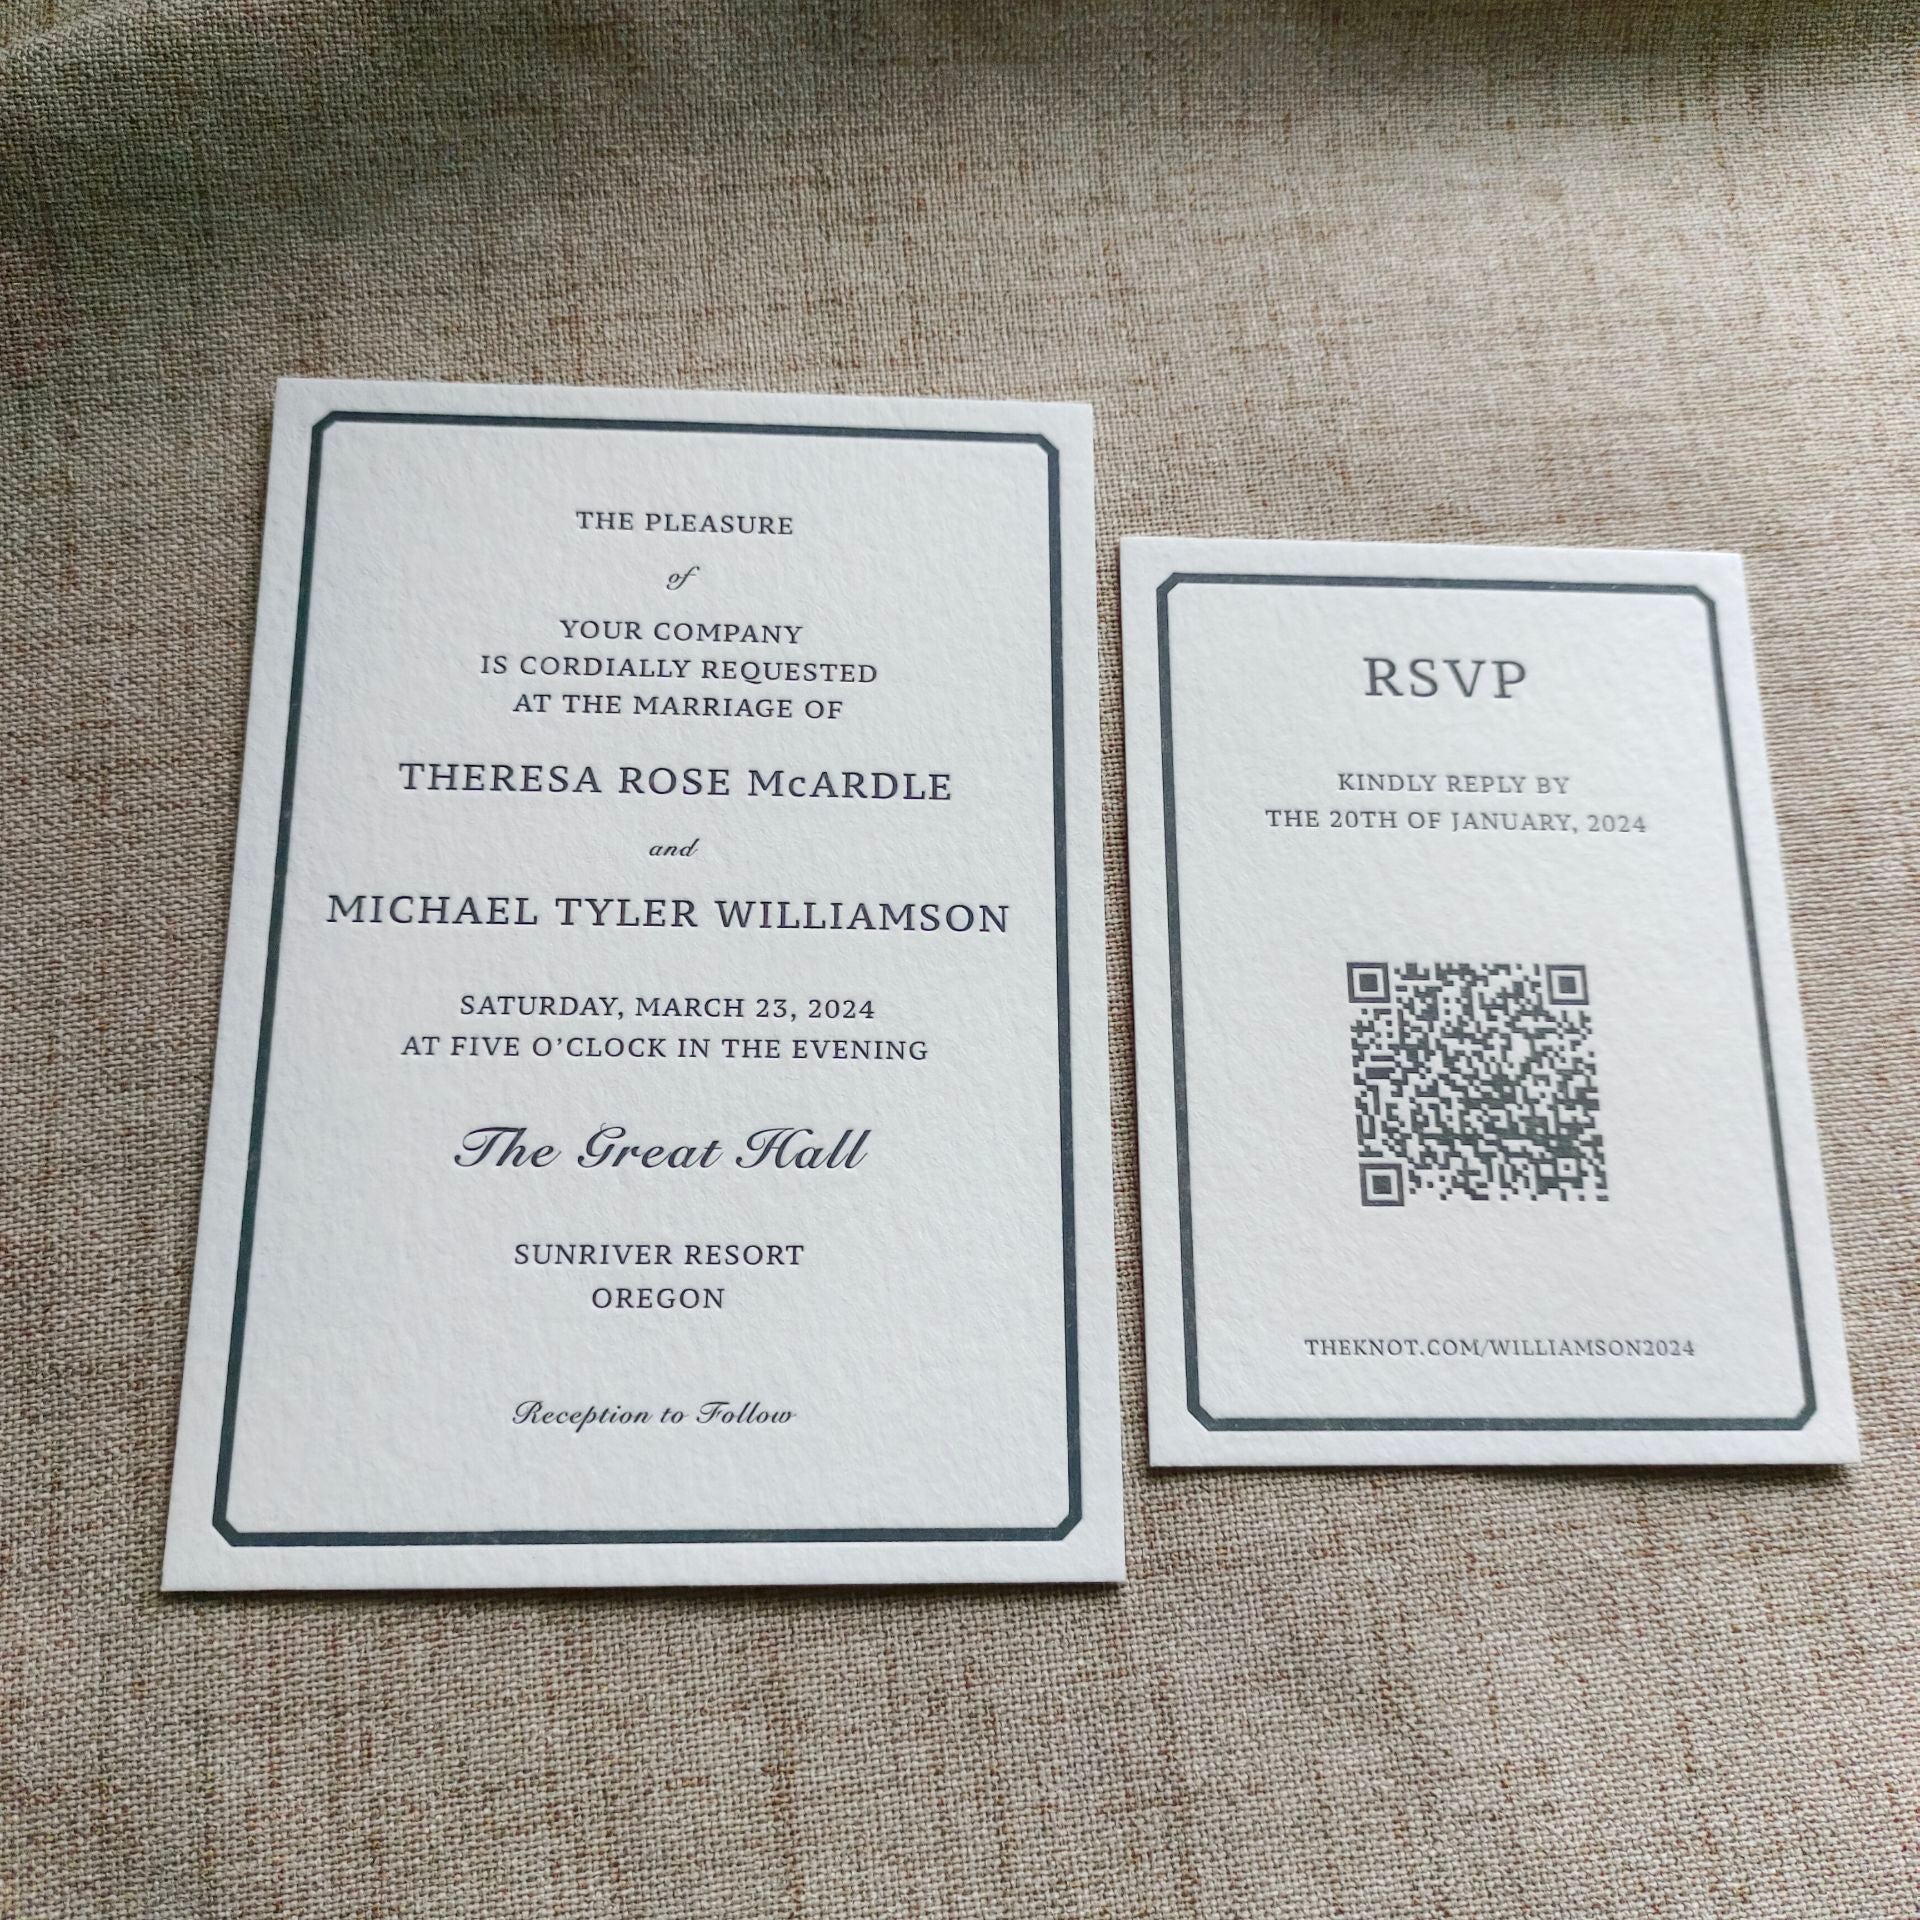 THE PLEASURE
of
YOUR COMPANY
IS CORDIALLY REQUESTED
AT THE MARRIAGE OF
THERESA ROSE McARDLE
and
MICHAEL TYLER WILLIAMSON
SATURDAY, MARCH 23, 2024
AT FIVE O'CLOCK IN THE EVENING
The Great Hall
SUNRIVER RESORT
OREGON
Reception to Follow
RSVP
KINDLY REPLY BY
THE 20TH OF JANUARY, 2024
THEKNOT.COM/WILLIAMSON2024